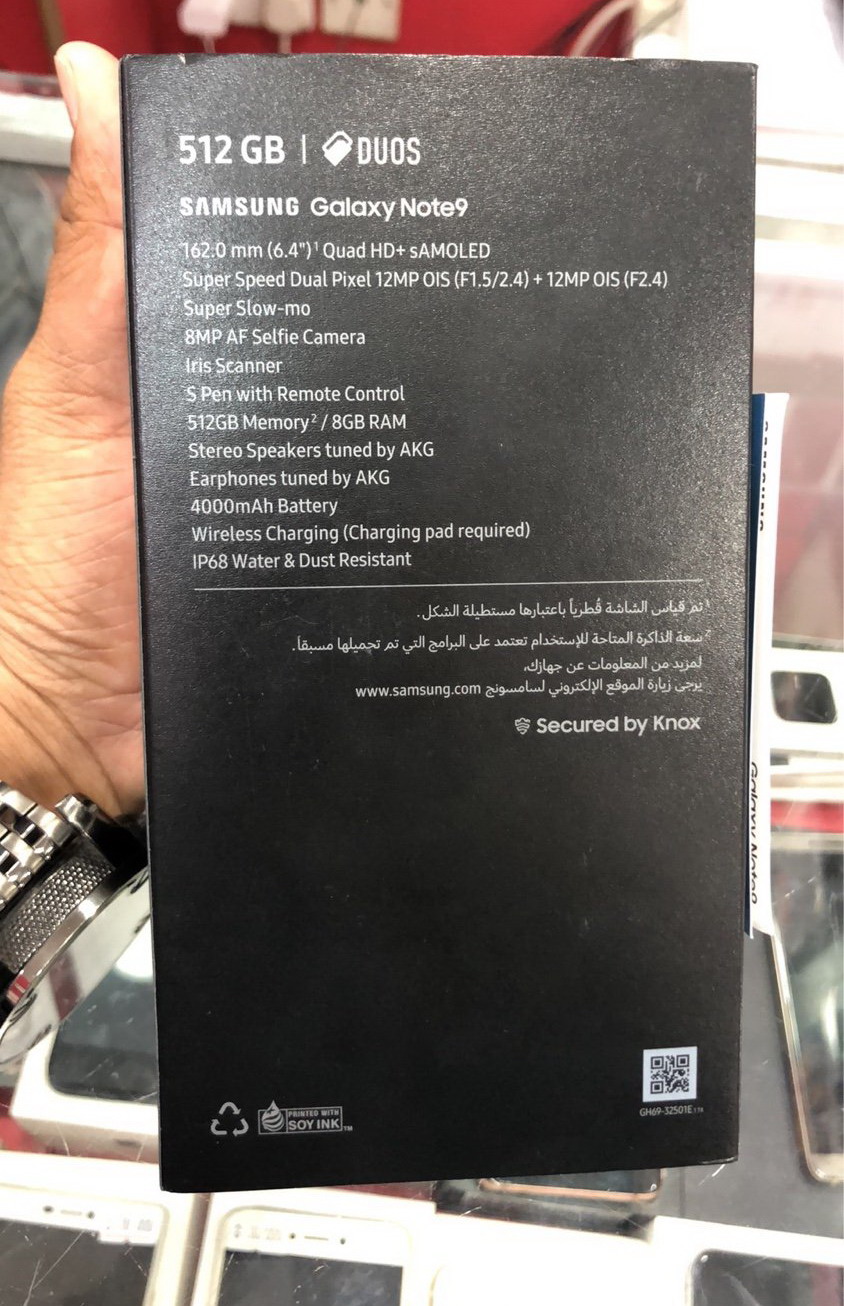 512 GB | DUOS
SAMSUNG Galaxy Note9
162.0 mm (6.4")¹ Quad HD+ sAMOLED
Super Speed Dual Pixel 12MP OIS (F1.5/2.4) + 12MP OIS (F2.4)
Super Slow-mo
8MP AF Selfie Camera
Iris Scanner
S Pen with Remote Control
512GB Memory² / 8GB RAM
Stereo Speakers tuned by AKG
Earphones tuned by AKG
4000mAh Battery
Wireless Charging (Charging pad required)
IP68 Water & Dust Resistant
¹ تم قياس الشاشة قُطرياً باعتبارها مستطيلة الشكل.
² سعة الذاكرة المتاحة للإستخدام تعتمد على البرامج التي تم تحميلها مسبقاً.
لمزيد من المعلومات عن جهازك،
يرجى زيارة الموقع الإلكتروني لسامسونج www.samsung.com
Secured by Knox
PRINTED WITH
SOY INK TM
GH69-32501E
SAMSUNG
Galaxy Note9